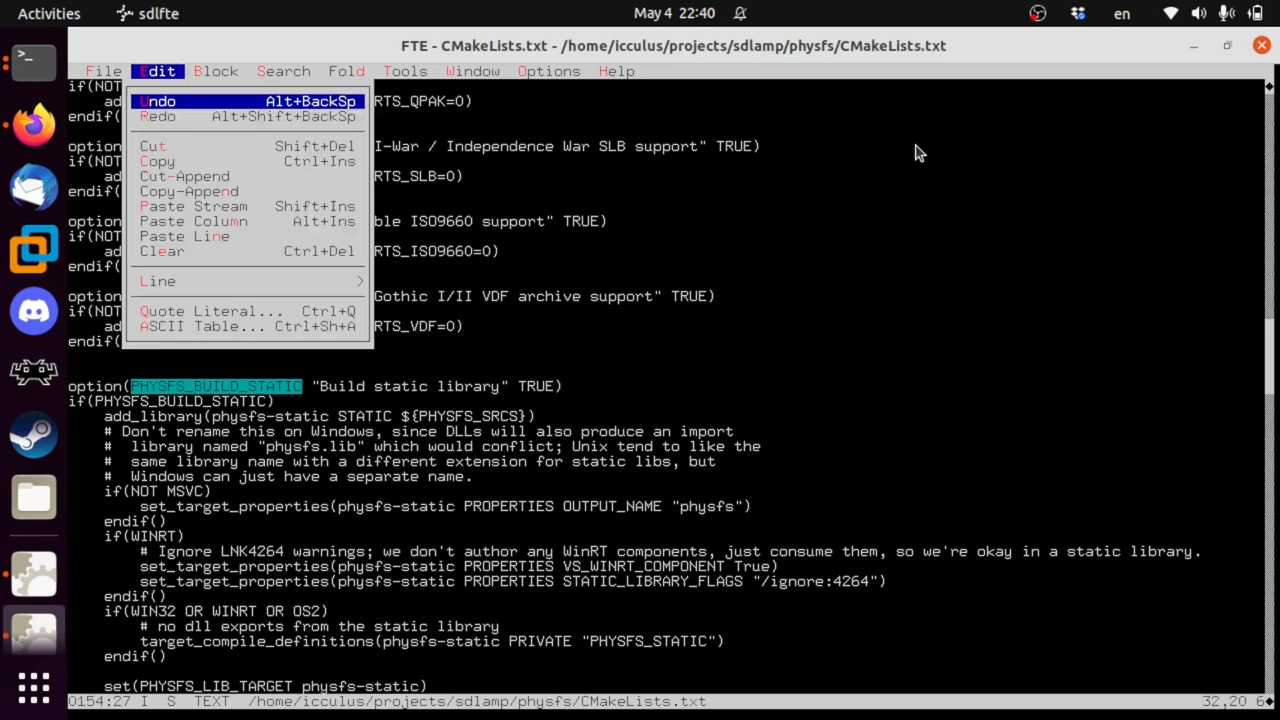 Activities sdlfte May 4 22:40 en
FTE - CMakeLists.txt - /home/icculus/projects/sdlamp/physfs/CMakeLists.txt
File Edit Block Search Fold Tools Window Options Help
if(NOT
Undo Alt+BackSp
Redo Alt+Shift+BackSp
Cut Shift+Del
Copy Ctrl+Ins
Cut-Append
Copy-Append
Paste Stream Shift+Ins
Paste Column Alt+Ins
Paste Line
Clear Ctrl+Del
Line >
Quote Literal... Ctrl+Q
ASCII Table... Ctrl+Sh+A
ad RTS_QPAK=0)
endif(
option I-War / Independence War SLB support" TRUE)
if(NOT
ad RTS_SLB=0)
endif(
option ble ISO9660 support" TRUE)
if(NOT
ad RTS_ISO9660=0)
endif(
option Gothic I/II VDF archive support" TRUE)
if(NOT
ad RTS_VDF=0)
endif(
option(PHYSFS_BUILD_STATIC "Build static library" TRUE)
if(PHYSFS_BUILD_STATIC)
add_library(physfs-static STATIC ${PHYSFS_SRCS})
# Don't rename this on Windows, since DLLs will also produce an import
# library named "physfs.lib" which would conflict; Unix tend to like the
# same library name with a different extension for static libs, but
# Windows can just have a separate name.
if(NOT MSVC)
set_target_properties(physfs-static PROPERTIES OUTPUT_NAME "physfs")
endif()
if(WINRT)
# Ignore LNK4264 warnings; we don't author any WinRT components, just consume them, so we're okay in a static library.
set_target_properties(physfs-static PROPERTIES VS_WINRT_COMPONENT True)
set_target_properties(physfs-static PROPERTIES STATIC_LIBRARY_FLAGS "/ignore:4264")
endif()
if(WIN32 OR WINRT OR OS2)
# no dll exports from the static library
target_compile_definitions(physfs-static PRIVATE "PHYSFS_STATIC")
endif()
set(PHYSFS_LIB_TARGET physfs-static)
0154:27 I S TEXT /home/icculus/projects/sdlamp/physfs/CMakeLists.txt 32,20 6